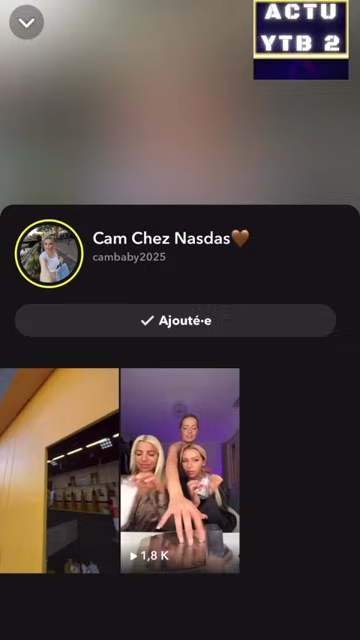 ACTU
YTB 2
Cam Chez Nasdas🤎
cambaby2025
Ajouté·e
1,8 K